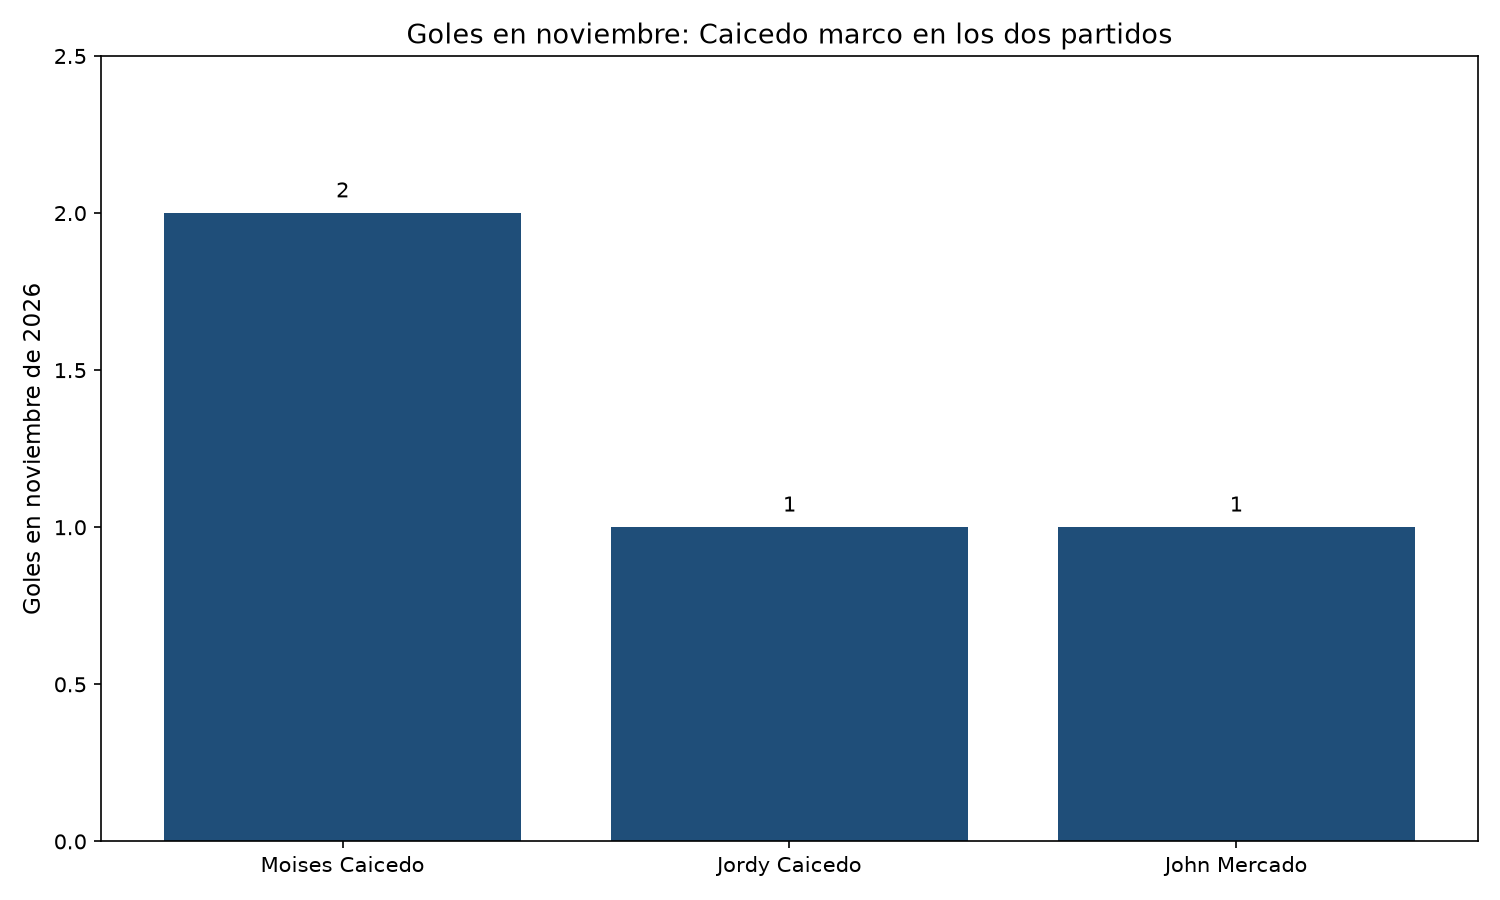 Goles en noviembre: Caicedo marco en los dos partidos
Goles en noviembre de 2026
2.5
2.0
1.5
1.0
0.5
0.0
2
1
1
Moises Caicedo
Jordy Caicedo
John Mercado